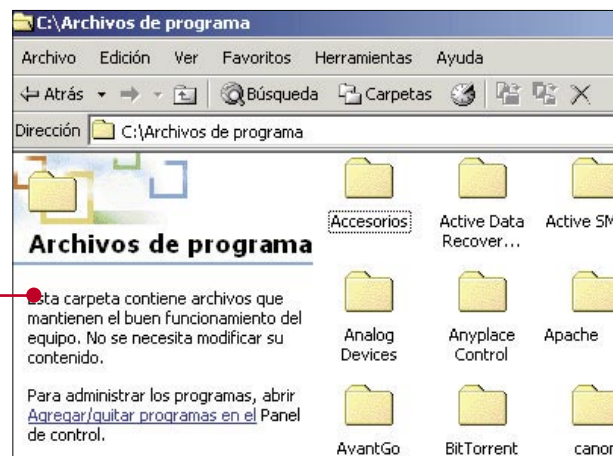 C:\Archivos de programa
Archivo Edición Ver Favoritos Herramientas Ayuda
Atrás Búsqueda Carpetas
Dirección C:\Archivos de programa
Archivos de programa
Esta carpeta contiene archivos que
mantienen el buen funcionamiento del
equipo. No se necesita modificar su
contenido.
Para administrar los programas, abrir
Agregar/quitar programas en el Panel
de control.
Accesorios
Active Data
Recover...
Active SM
Analog
Devices
Anyplace
Control
Apache
AvantGo
BitTorrent
canon